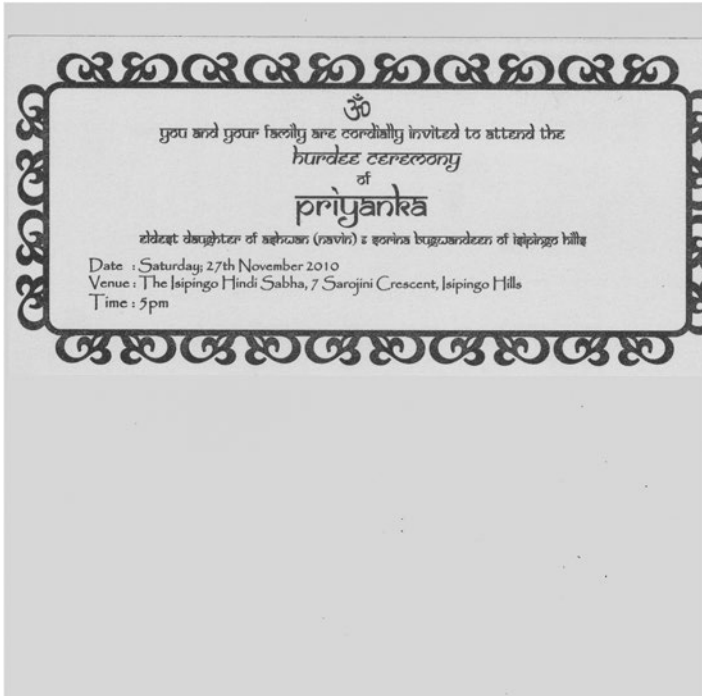 ॐ
you and your family are cordially invited to attend the
hurdee ceremony
of
priyanka
eldest daughter of ashwan (navin) & sorina bugwandeen of isipingo hills
Date : Saturday; 27th November 2010
Venue : The Isipingo Hindi Sabha, 7 Sarojini Crescent, Isipingo Hills
Time : 5pm